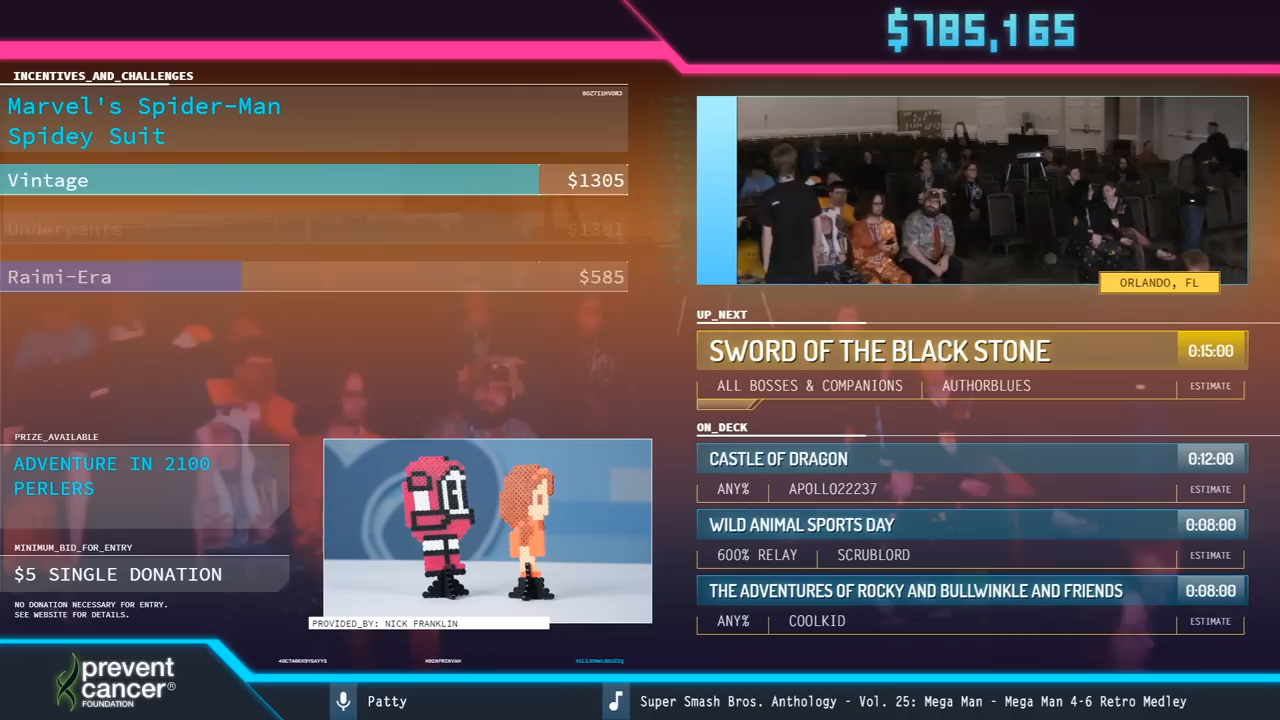 $785,165
INCENTIVES_AND_CHALLENGES
Marvel's Spider-Man
Spidey Suit
Vintage $1305
Underpants $1301
Raimi-Era $585
ORLANDO, FL
UP_NEXT
SWORD OF THE BLACK STONE 0:15:00
ALL BOSSES & COMPANIONS AUTHORBLUES ESTIMATE
ON_DECK
CASTLE OF DRAGON 0:12:00
ANY% APOLLO22237 ESTIMATE
WILD ANIMAL SPORTS DAY 0:08:00
600% RELAY SCRUBLORD ESTIMATE
THE ADVENTURES OF ROCKY AND BULLWINKLE AND FRIENDS 0:08:00
ANY% COOLKID ESTIMATE
PRIZE_AVAILABLE
ADVENTURE IN 2100
PERLERS
MINIMUM_BID_FOR_ENTRY
$5 SINGLE DONATION
NO DONATION NECESSARY FOR ENTRY.
SEE WEBSITE FOR DETAILS.
PROVIDED_BY: NICK FRANKLIN
prevent
cancer®
FOUNDATION
Patty
Super Smash Bros. Anthology - Vol. 25: Mega Man - Mega Man 4-6 Retro Medley